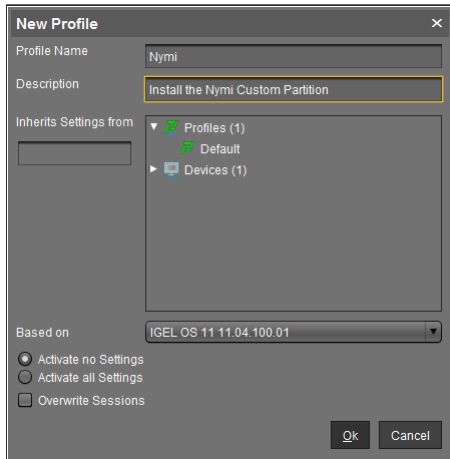 New Profile
Profile Name
Nymi
Description
Install the Nymi Custom Partition
Inherits Settings from
Profiles (1)
Default
Devices (1)
Based on
IGEL OS 11 11.04.100.01
Activate no Settings
Activate all Settings
Overwrite Sessions
Ok
Cancel